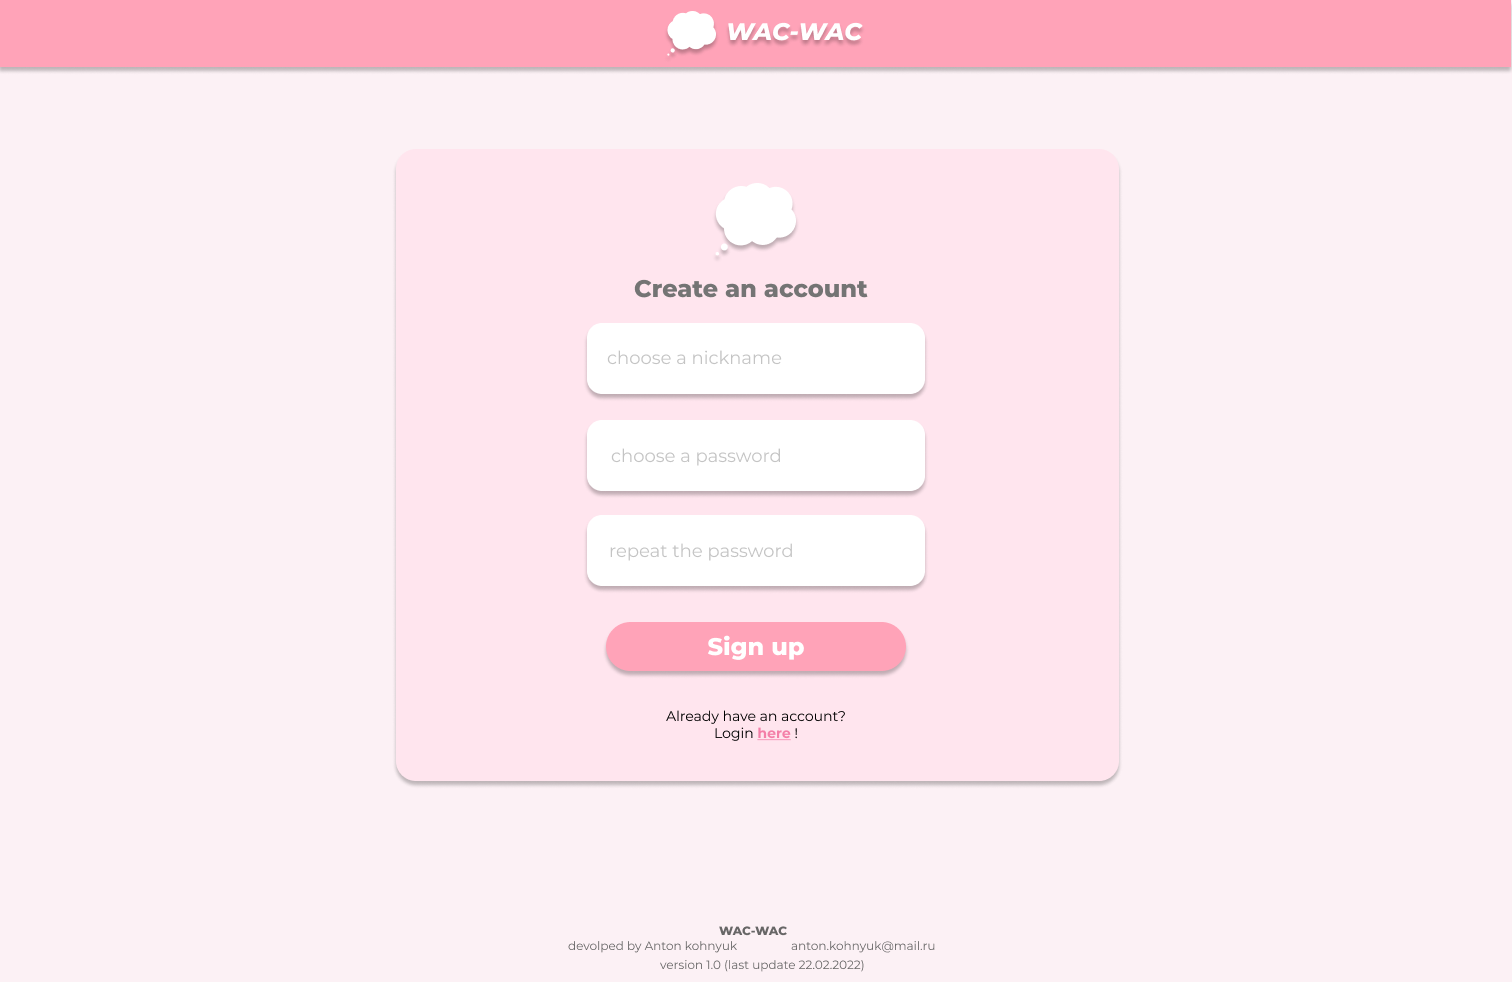 WAC-WAC
Create an account
choose a nickname
choose a password
repeat the password
Sign up
Already have an account?
Login here !
WAC-WAC
devolped by Anton kohnyuk anton.kohnyuk@mail.ru
version 1.0 (last update 22.02.2022)